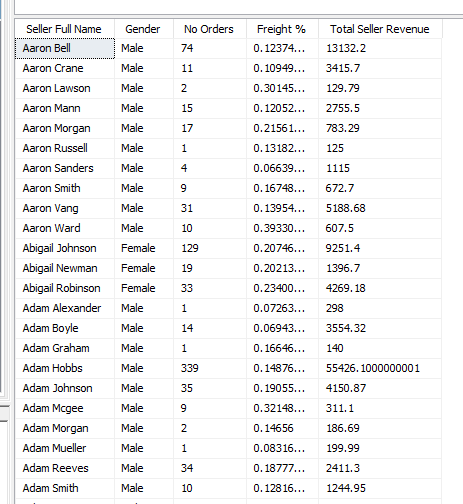 Seller Full Name Gender No Orders Freight % Total Seller Revenue
Aaron Bell Male 74 0.12374... 13132.2
Aaron Crane Male 11 0.10949... 3415.7
Aaron Lawson Male 2 0.30145... 129.79
Aaron Mann Male 15 0.12052... 2755.5
Aaron Morgan Male 17 0.21561... 783.29
Aaron Russell Male 1 0.13182... 125
Aaron Sanders Male 4 0.06639... 1115
Aaron Smith Male 9 0.16748... 672.7
Aaron Vang Male 31 0.13954... 5188.68
Aaron Ward Male 10 0.39330... 607.5
Abigail Johnson Female 129 0.20746... 9251.4
Abigail Newman Female 19 0.20213... 1396.7
Abigail Robinson Female 33 0.23400... 4269.18
Adam Alexander Male 1 0.07263... 298
Adam Boyle Male 14 0.06943... 3554.32
Adam Graham Male 1 0.16646... 140
Adam Hobbs Male 339 0.14876... 55426.1000000001
Adam Johnson Male 35 0.19055... 4150.87
Adam Mcgee Male 9 0.32148... 311.1
Adam Morgan Male 2 0.14656 186.69
Adam Mueller Male 1 0.08316... 199.99
Adam Reeves Male 34 0.18777... 2411.3
Adam Smith Male 10 0.12816... 1244.95